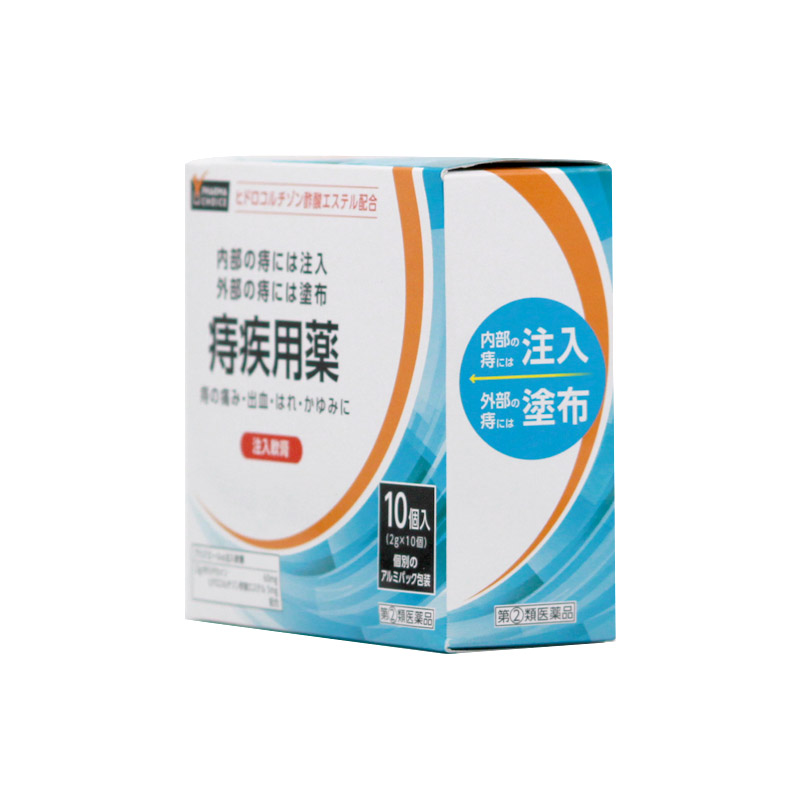 PHARMA
CHOICE
ヒドロコルチゾン酢酸エステル配合
内部の痔には注入
外部の痔には塗布
痔疾用薬
痔の痛み・出血・はれ・かゆみに
注入軟膏
10個入
(2g×10個)
個別の
アルミパック包装
第②類医薬品
内部の痔には注入
外部の痔には塗布
第②類医薬品